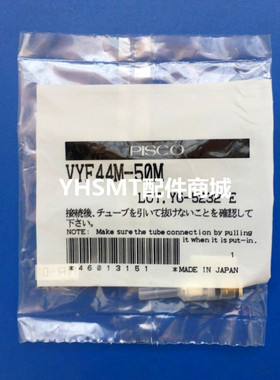 PISCO
VYF44M-50M
YHSMT配件商城
LOT.YU-5232 E
接続後、チューブを引いて抜けないことを確認して
下さい。
NOTE: Make sure the tube connection by pulling
it when it is put-in.
1
*46013151
*MADE IN JAPAN